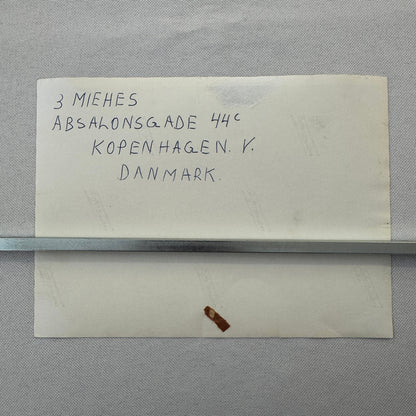 3 MIEHES
ABSALONSGADE 44c
KOPENHAGEN. V.
DANMARK.